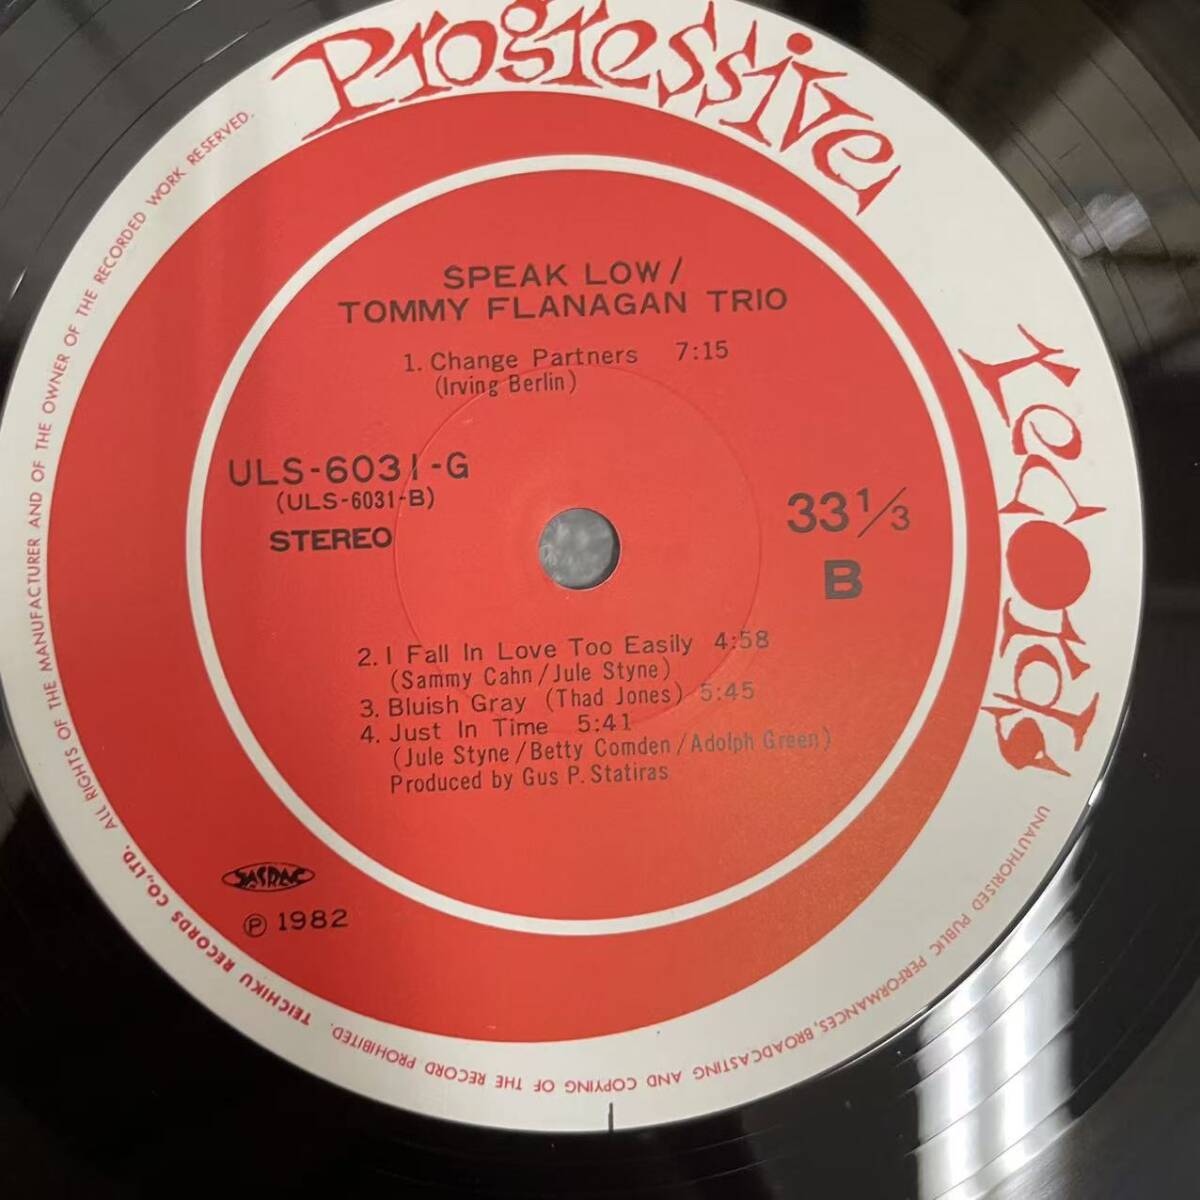 Progressive
records
SPEAK LOW /
TOMMY FLANAGAN TRIO
1. Change Partners 7:15
(Irving Berlin)
ULS-6031-G
(ULS-6031-B)
STEREO
33 1/3
B
2. I Fall In Love Too Easily 4:58
(Sammy Cahn/Jule Styne)
3. Bluish Gray (Thad Jones) 5:45
4. Just In Time 5:41
(Jule Styne/Betty Comden/Adolph Green)
Produced by Gus P. Statiras
JASRAC
℗ 1982
TEICHIKU RECORDS CO., LTD. ALL RIGHTS OF THE MANUFACTURER AND OF THE OWNER OF THE RECORDED WORK RESERVED.
UNAUTHORISED PUBLIC PERFORMANCES, BROADCASTING AND COPYING OF THE RECORD PROHIBITED.